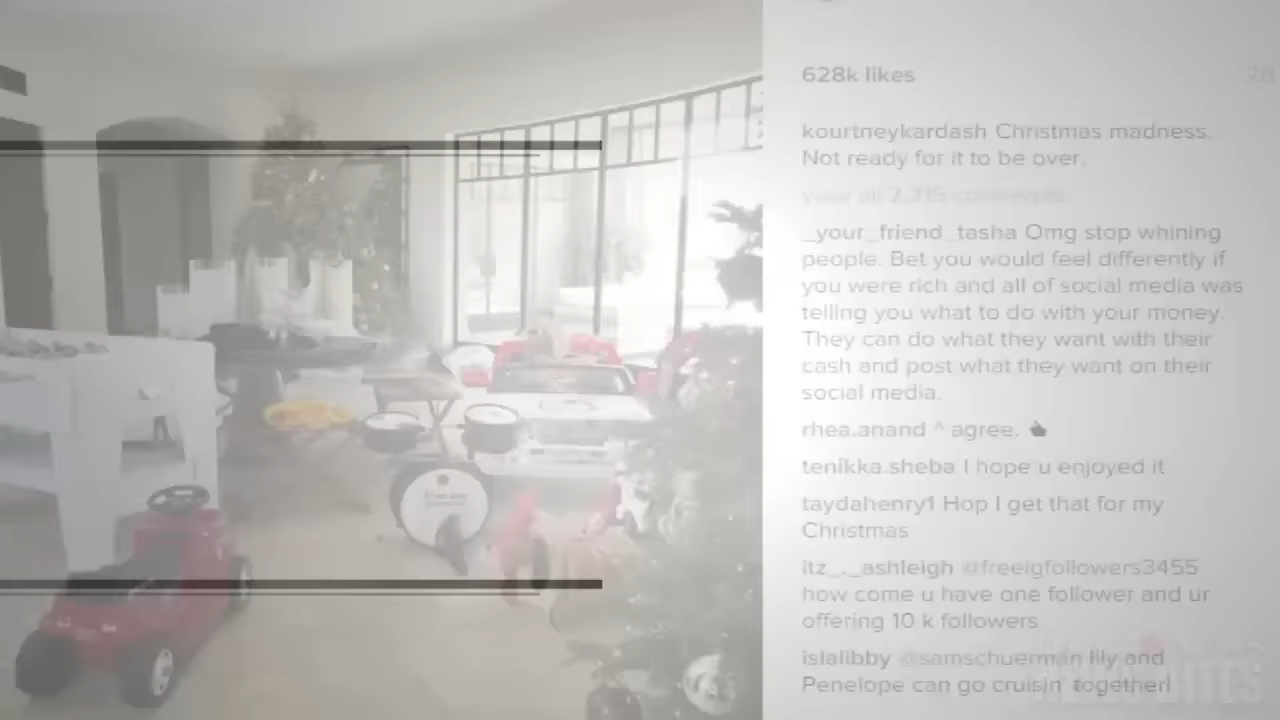 628k likes
kourtneykardash Christmas madness.
Not ready for it to be over.
view all 2,315 comments
_your_friend_tasha Omg stop whining
people. Bet you would feel differently if
you were rich and all of social media was
telling you what to do with your money.
They can do what they want with their
cash and post what they want on their
social media.
rhea.anand ^ agree.
tenikka.sheba I hope u enjoyed it
taydahenry1 Hop I get that for my
Christmas
itz_._ashleigh @freeigfollowers3455
how come u have one follower and ur
offering 10 k followers
islalibby @samschuerman lily and
Penelope can go cruisin' together!